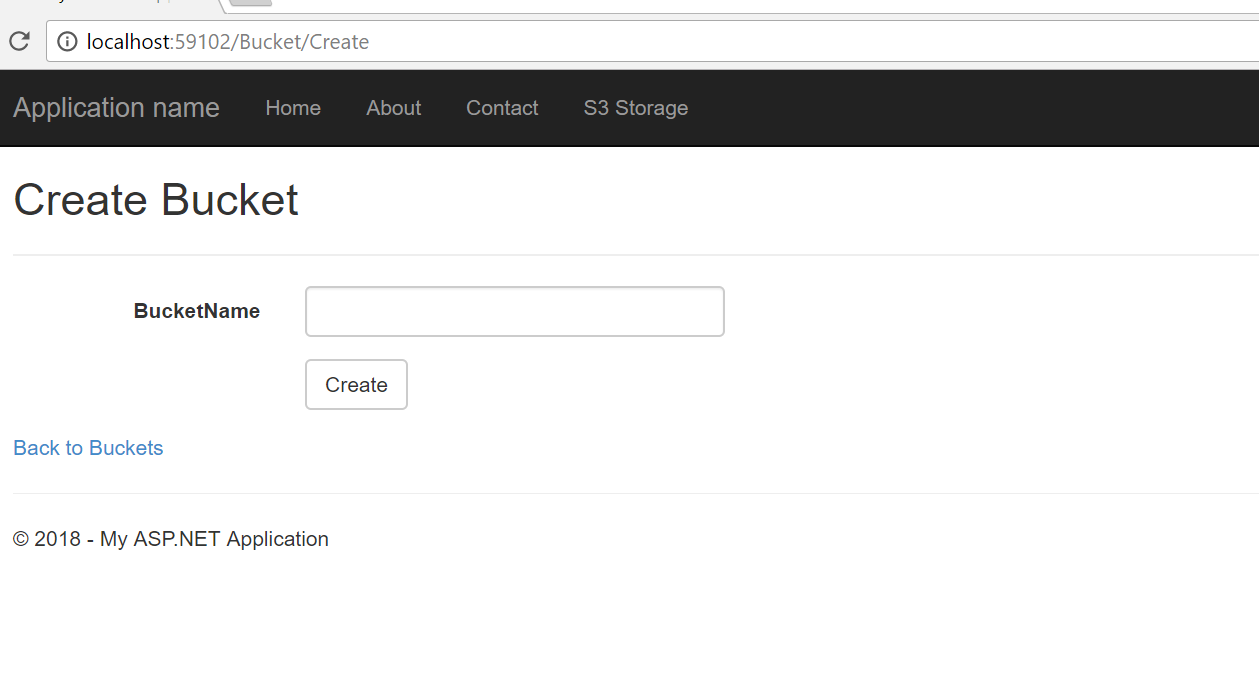 localhost:59102/Bucket/Create
Application name Home About Contact S3 Storage
Create Bucket
BucketName
Create
Back to Buckets
© 2018 - My ASP.NET Application